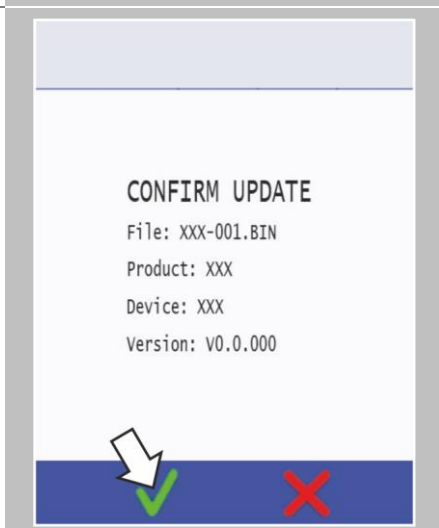 CONFIRM UPDATE
File: XXX-001.BIN
Product: XXX
Device: XXX
Version: V0.0.000